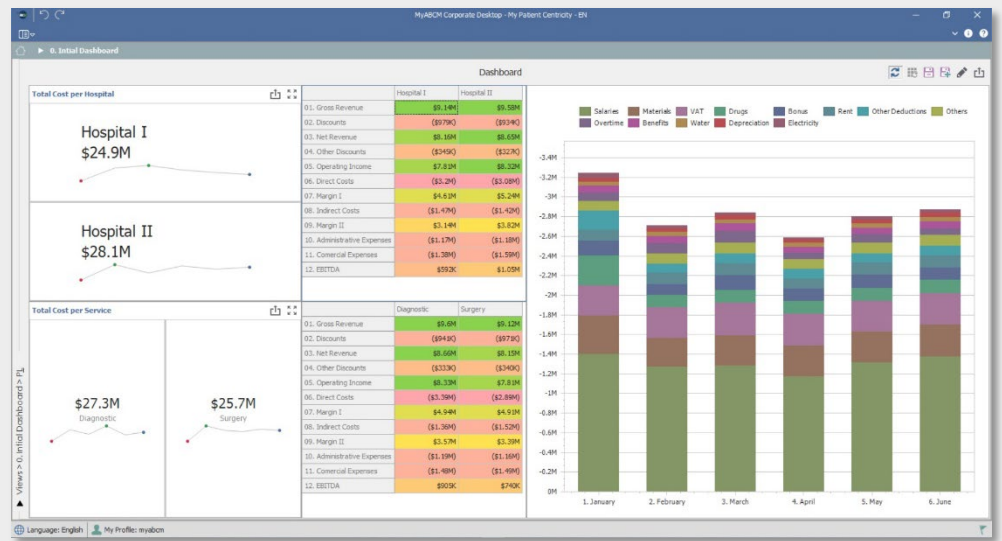 MyABCM Corporate Desktop - My Patient Centricity - EN
0. Intial Dashboard
Dashboard
Total Cost per Hospital
Hospital I
$24.9M
Hospital II
$28.1M
Hospital I Hospital II
01. Gross Revenue $9.14M $9.58M
02. Discounts ($979K) ($934K)
03. Net Revenue $8.16M $8.65M
04. Other Discounts ($345K) ($327K)
05. Operating Income $7.81M $8.32M
06. Direct Costs ($3.2M) ($3.08M)
07. Margin I $4.61M $5.24M
08. Indirect Costs ($1.47M) ($1.42M)
09. Margin II $3.14M $3.82M
10. Administrative Expenses ($1.17M) ($1.18M)
11. Comercial Expenses ($1.38M) ($1.59M)
12. EBITDA $592K $1.05M
Total Cost per Service
$27.3M
Diagnostic
$25.7M
Surgery
Diagnostic Surgery
01. Gross Revenue $9.6M $9.12M
02. Discounts ($941K) ($971K)
03. Net Revenue $8.66M $8.15M
04. Other Discounts ($333K) ($340K)
05. Operating Income $8.33M $7.81M
06. Direct Costs ($3.39M) ($2.89M)
07. Margin I $4.94M $4.91M
08. Indirect Costs ($1.36M) ($1.52M)
09. Margin II $3.57M $3.39M
10. Administrative Expenses ($1.19M) ($1.16M)
11. Comercial Expenses ($1.48M) ($1.49M)
12. EBITDA $905K $740K
Salaries Materials VAT Drugs Bonus Rent Other Deductions Others
Overtime Benefits Water Depreciation Electricity
-3.4M
-3.2M
-3M
-2.8M
-2.6M
-2.4M
-2.2M
-2M
-1.8M
-1.6M
-1.4M
-1.2M
-1M
-0.8M
-0.6M
-0.4M
-0.2M
0M
1. January 2. February 3. March 4. April 5. May 6. June
Views > 0. Intial Dashboard > PL
Language: English My Profile: myabcm